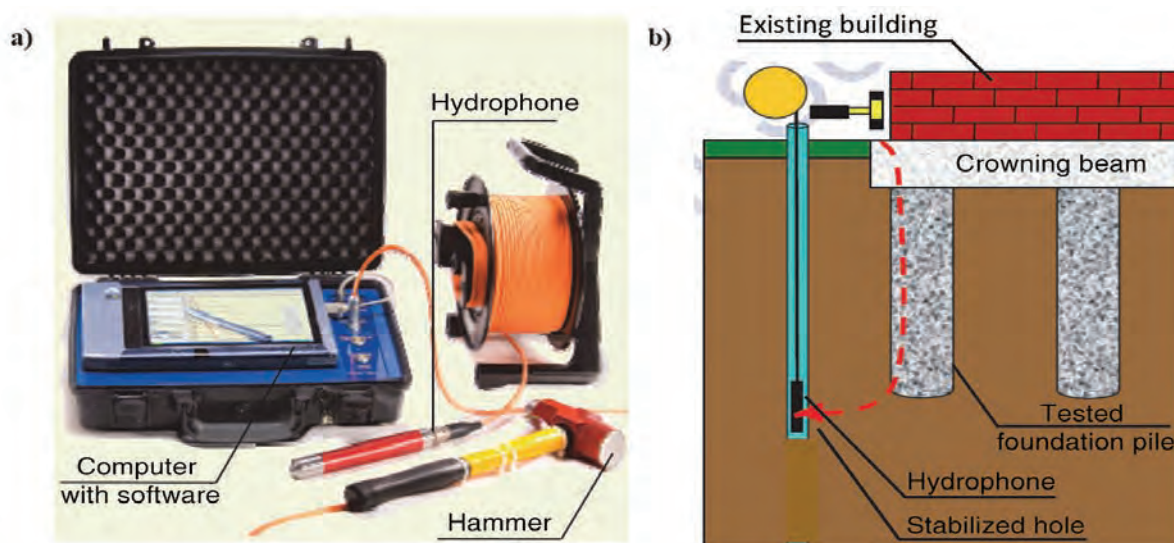 a)
Hydrophone
Computer
with software
Hammer
b)
Existing building
Crowning beam
Tested
foundation pile
Hydrophone
Stabilized hole